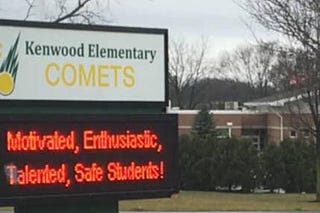 Kenwood Elementary
COMETS
Motivated, Enthusiastic,
Talented, Safe Students!